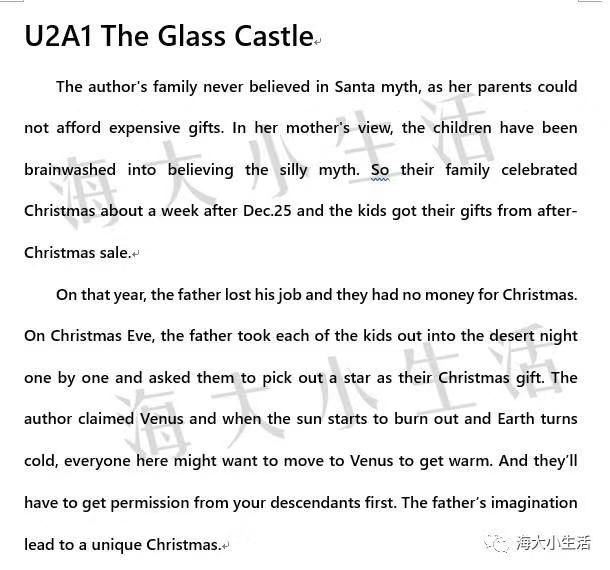 U2A1 The Glass Castle
The author's family never believed in Santa myth, as her parents could
not afford expensive gifts. In her mother's view, the children have been
brainwashed into believing the silly myth. So their family celebrated
Christmas about a week after Dec.25 and the kids got their gifts from after-
Christmas sale.
On that year, the father lost his job and they had no money for Christmas.
On Christmas Eve, the father took each of the kids out into the desert night
one by one and asked them to pick out a star as their Christmas gift. The
author claimed Venus and when the sun starts to burn out and Earth turns
cold, everyone here might want to move to Venus to get warm. And they'll
have to get permission from your descendants first. The father's imagination
lead to a unique Christmas.
海大小生活
海大小生活
海大小生活